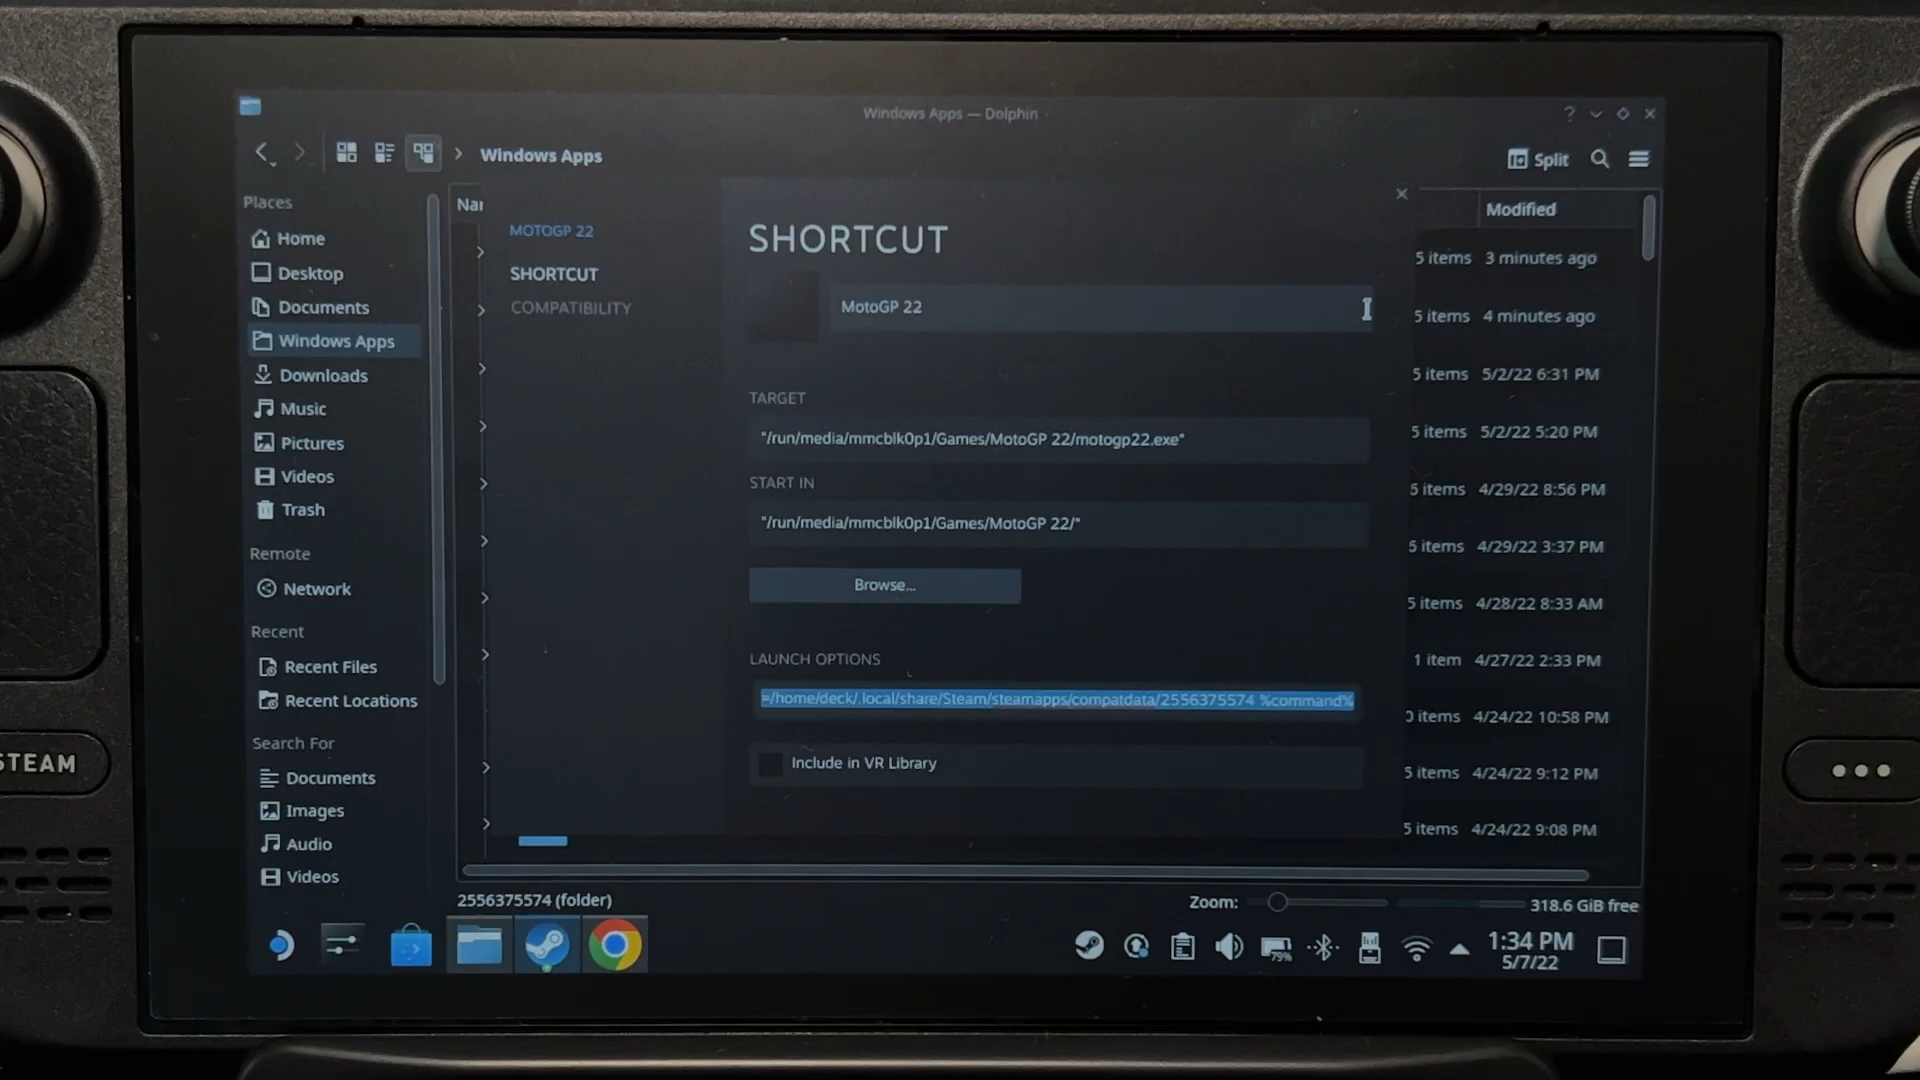 Windows Apps — Dolphin
Windows Apps
Split
Places
Home
Desktop
Documents
Windows Apps
Downloads
Music
Pictures
Videos
Trash
Remote
Network
Recent
Recent Files
Recent Locations
Search For
Documents
Images
Audio
Videos
Nar
MOTOGP 22
SHORTCUT
COMPATIBILITY
SHORTCUT
MotoGP 22
TARGET
"/run/media/mmcblk0p1/Games/MotoGP 22/motogp22.exe"
START IN
"/run/media/mmcblk0p1/Games/MotoGP 22/"
Browse...
LAUNCH OPTIONS
=/home/deck/.local/share/Steam/steamapps/compatdata/2556375574 %command%
Include in VR Library
Modified
5 items 3 minutes ago
5 items 4 minutes ago
5 items 5/2/22 6:31 PM
5 items 5/2/22 5:20 PM
5 items 4/29/22 8:56 PM
5 items 4/29/22 3:37 PM
5 items 4/28/22 8:33 AM
1 item 4/27/22 2:33 PM
0 items 4/24/22 10:58 PM
5 items 4/24/22 9:12 PM
5 items 4/24/22 9:08 PM
2556375574 (folder)
Zoom:
318.6 GiB free
79%
1:34 PM
5/7/22
STEAM